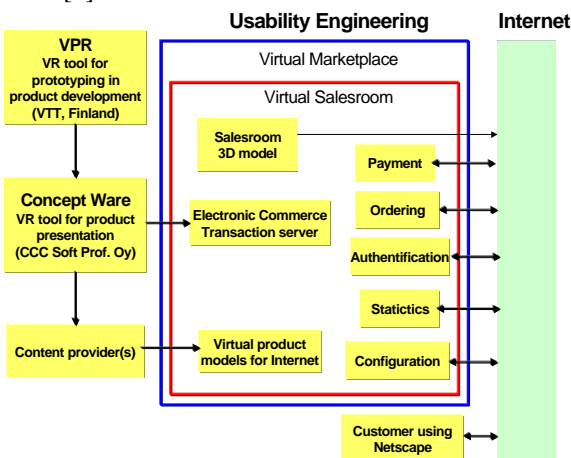 Usability Engineering
Internet
VPR
VR tool for
prototyping in
product development
(VTT, Finland)
Virtual Marketplace
Virtual Salesroom
Salesroom
3D model
Payment
Concept Ware
VR tool for product
presentation
(CCC Soft Prof. Oy)
Electronic Commerce
Transaction server
Ordering
Authentification
Statictics
Content provider(s)
Virtual product
models for Internet
Configuration
Customer using
Netscape